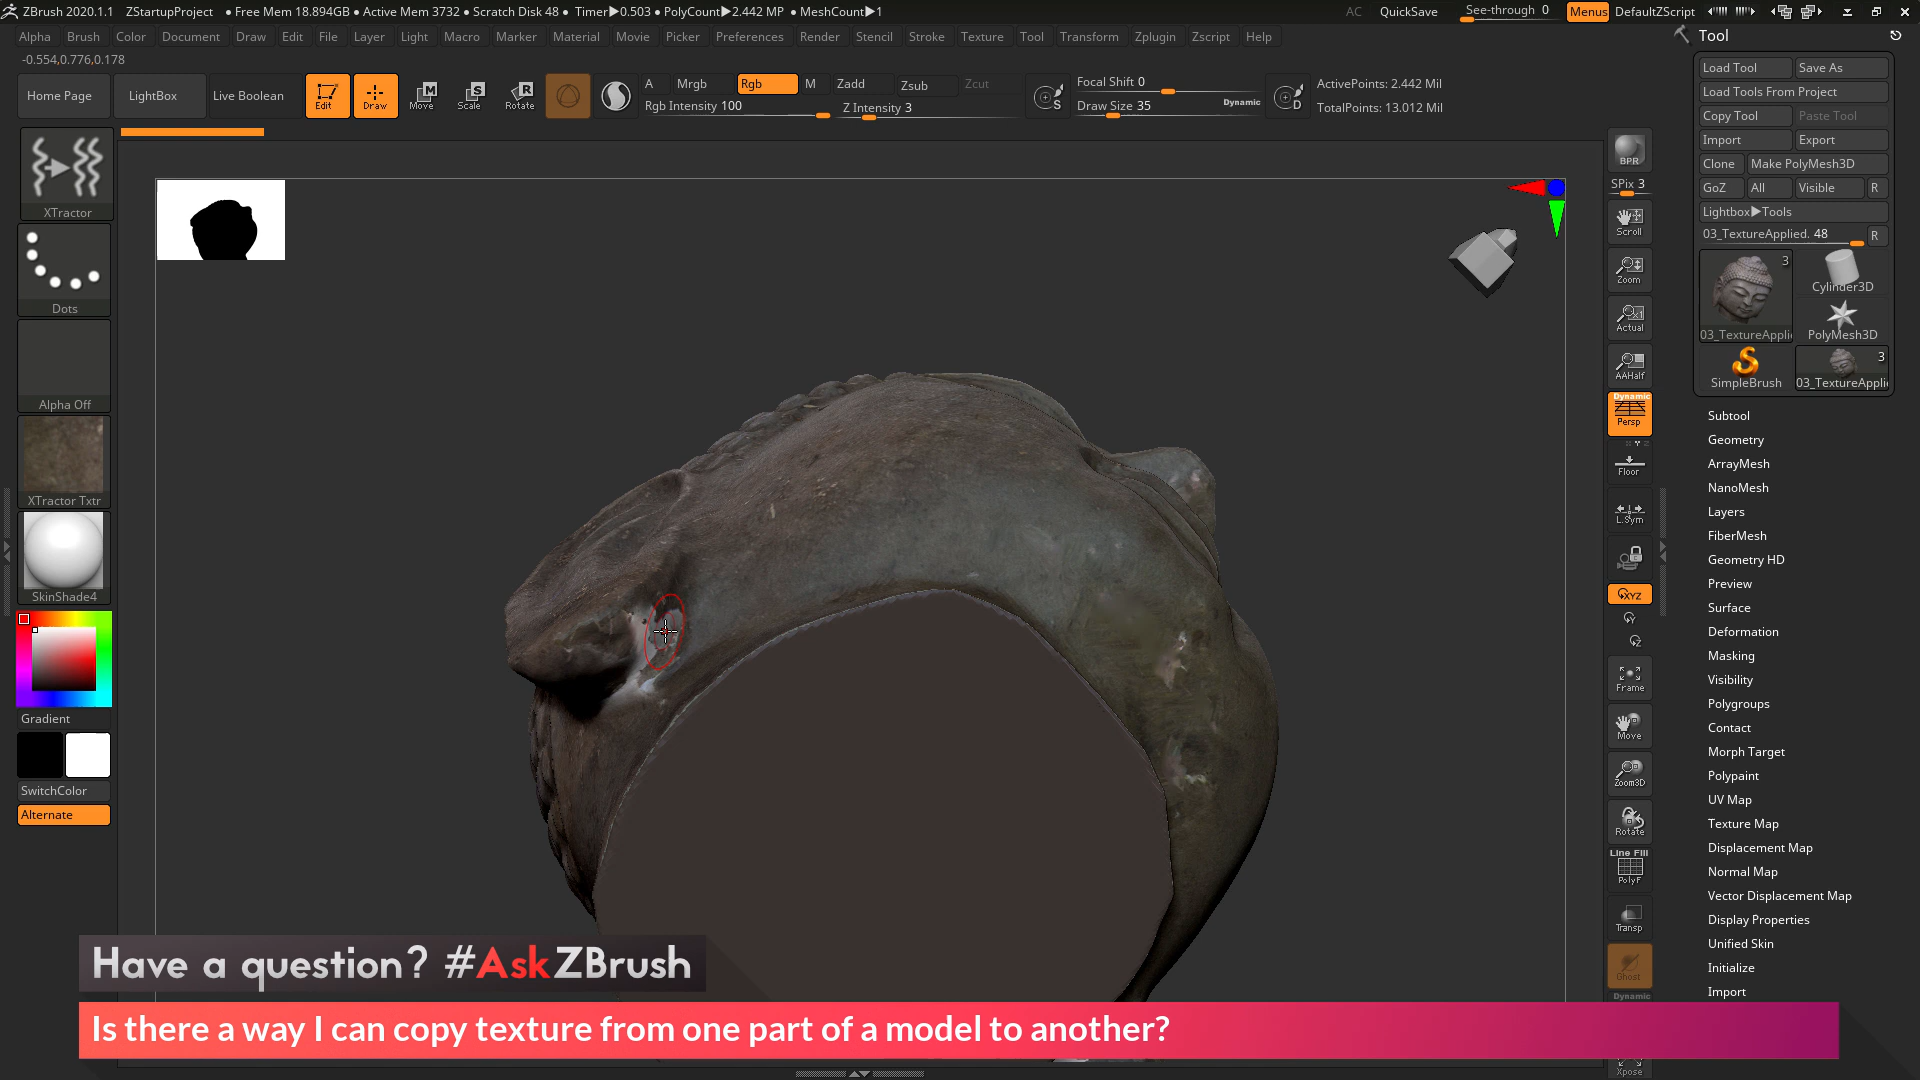 ZBrush 2020.1.1 ZStartupProject • Free Mem 18.894GB • Active Mem 3732 • Scratch Disk 48 • Timer▶0.503 • PolyCount▶2.442 MP • MeshCount▶1 AC QuickSave See-through 0 Menus DefaultZScript
Alpha Brush Color Document Draw Edit File Layer Light Macro Marker Material Movie Picker Preferences Render Stencil Stroke Texture Tool Transform Zplugin Zscript Help
-0.554,0.776,0.178
Home Page LightBox Live Boolean Edit Draw Move Scale Rotate
A Mrgb Rgb M Zadd Zsub Zcut
Rgb Intensity 100 Z Intensity 3
Focal Shift 0
Draw Size 35 Dynamic
ActivePoints: 2.442 Mil
TotalPoints: 13.012 Mil
XTractor
Dots
Alpha Off
XTractor Txtr
SkinShade4
Gradient
SwitchColor
Alternate
BPR
SPix 3
Scroll
Zoom
Actual
AAHalf
Dynamic
Persp
Floor
L.Sym
XYZ
Frame
Move
Zoom3D
Rotate
Line Fill
PolyF
Transp
Ghost
Dynamic
Xpose
Tool
Load Tool Save As
Load Tools From Project
Copy Tool Paste Tool
Import Export
Clone Make PolyMesh3D
GoZ All Visible R
Lightbox▶Tools
03_TextureApplied. 48 R
3
03_TextureApplie
Cylinder3D
PolyMesh3D
SimpleBrush
3
03_TextureApplie
Subtool
Geometry
ArrayMesh
NanoMesh
Layers
FiberMesh
Geometry HD
Preview
Surface
Deformation
Masking
Visibility
Polygroups
Contact
Morph Target
Polypaint
UV Map
Texture Map
Displacement Map
Normal Map
Vector Displacement Map
Display Properties
Unified Skin
Initialize
Import
Have a question? #AskZBrush
Is there a way I can copy texture from one part of a model to another?